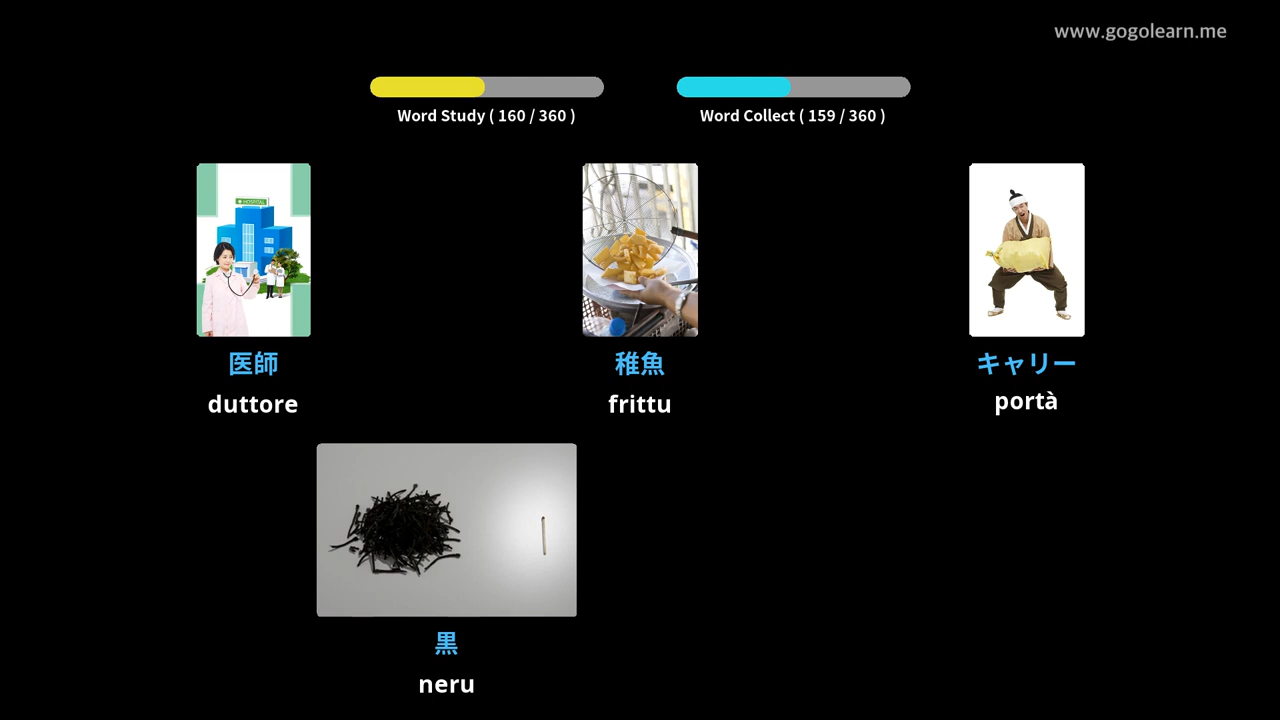 www.gogolearn.me
Word Study ( 160 / 360 )
Word Collect ( 159 / 360 )
HOSPITAL
医師
duttore
稚魚
frittu
キャリー
portà
黒
neru